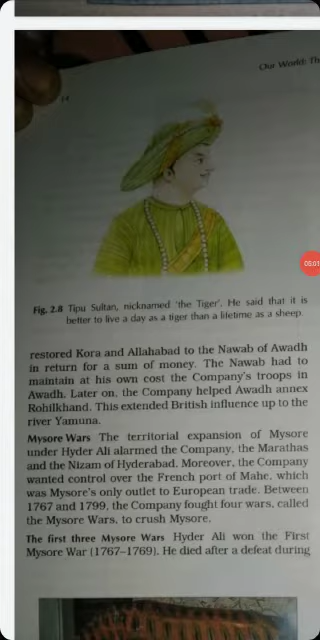 14
Our World: Th
05:01
Fig. 2.8 Tipu Sultan, nicknamed 'the Tiger'. He said that it is
better to live a day as a tiger than a lifetime as a sheep.
restored Kora and Allahabad to the Nawab of Awadh
in return for a sum of money. The Nawab had to
maintain at his own cost the Company's troops in
Awadh. Later on, the Company helped Awadh annex
Rohilkhand. This extended British influence up to the
river Yamuna.
Mysore Wars The territorial expansion of Mysore
under Hyder Ali alarmed the Company, the Marathas
and the Nizam of Hyderabad. Moreover, the Company
wanted control over the French port of Mahe, which
was Mysore's only outlet to European trade. Between
1767 and 1799, the Company fought four wars, called
the Mysore Wars, to crush Mysore.
The first three Mysore Wars Hyder Ali won the First
Mysore War (1767–1769). He died after a defeat during